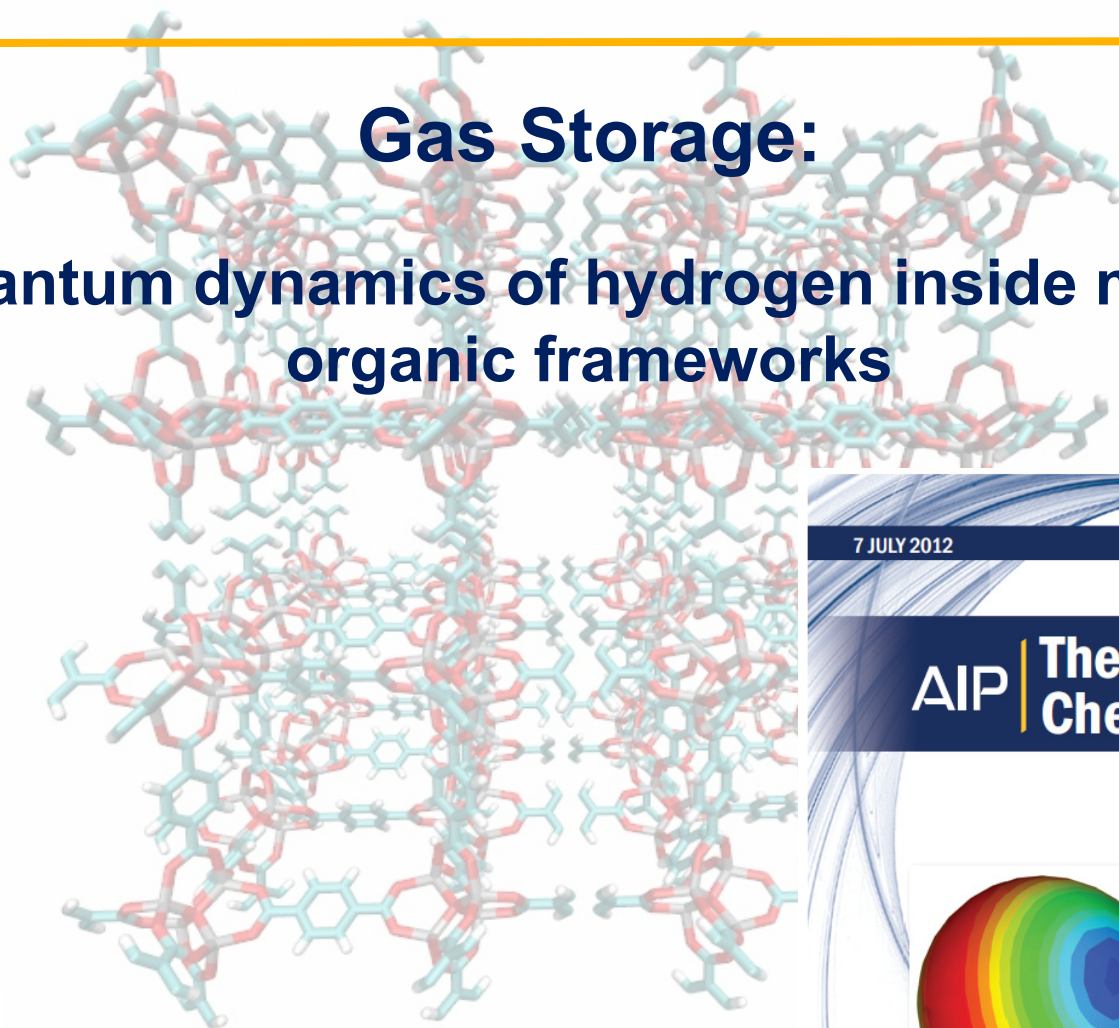 Gas Storage:
antum dynamics of hydrogen inside
organic frameworks
7 JULY 2012
AIP The
Che